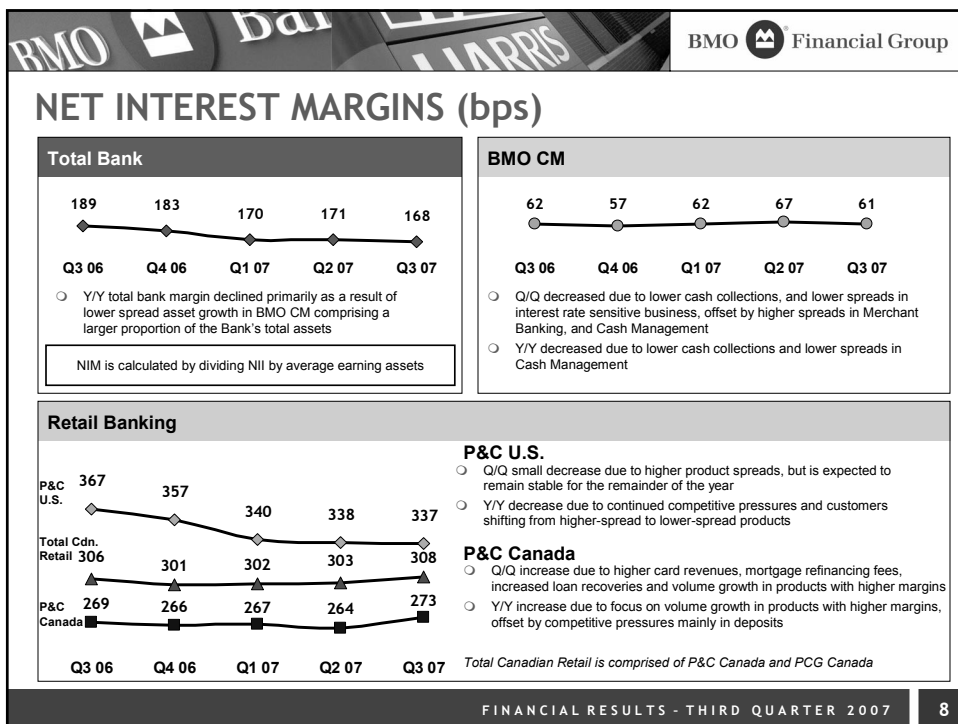 BMO
Bai
HARRIS
BMO Financial Group
NET INTEREST MARGINS (bps)
Total Bank
189 183 170 171 168
Q3 06 Q4 06 Q1 07 Q2 07 Q3 07
Y/Y total bank margin declined primarily as a result of
lower spread asset growth in BMO CM comprising a
larger proportion of the Bank's total assets
NIM is calculated by dividing NII by average earning assets
BMO CM
62 57 62 67 61
Q3 06 Q4 06 Q1 07 Q2 07 Q3 07
Q/Q decreased due to lower cash collections, and lower spreads in
interest rate sensitive business, offset by higher spreads in Merchant
Banking, and Cash Management
Y/Y decreased due to lower cash collections and lower spreads in
Cash Management
Retail Banking
P&C
U.S.
367 357 340 338 337
Total Cdn.
Retail
306 301 302 303 308
P&C
Canada
269 266 267 264 273
Q3 06 Q4 06 Q1 07 Q2 07 Q3 07
P&C U.S.
Q/Q small decrease due to higher product spreads, but is expected to
remain stable for the remainder of the year
Y/Y decrease due to continued competitive pressures and customers
shifting from higher-spread to lower-spread products
P&C Canada
Q/Q increase due to higher card revenues, mortgage refinancing fees,
increased loan recoveries and volume growth in products with higher margins
Y/Y increase due to focus on volume growth in products with higher margins,
offset by competitive pressures mainly in deposits
Total Canadian Retail is comprised of P&C Canada and PCG Canada
FINANCIAL RESULTS - THIRD QUARTER 2007 8